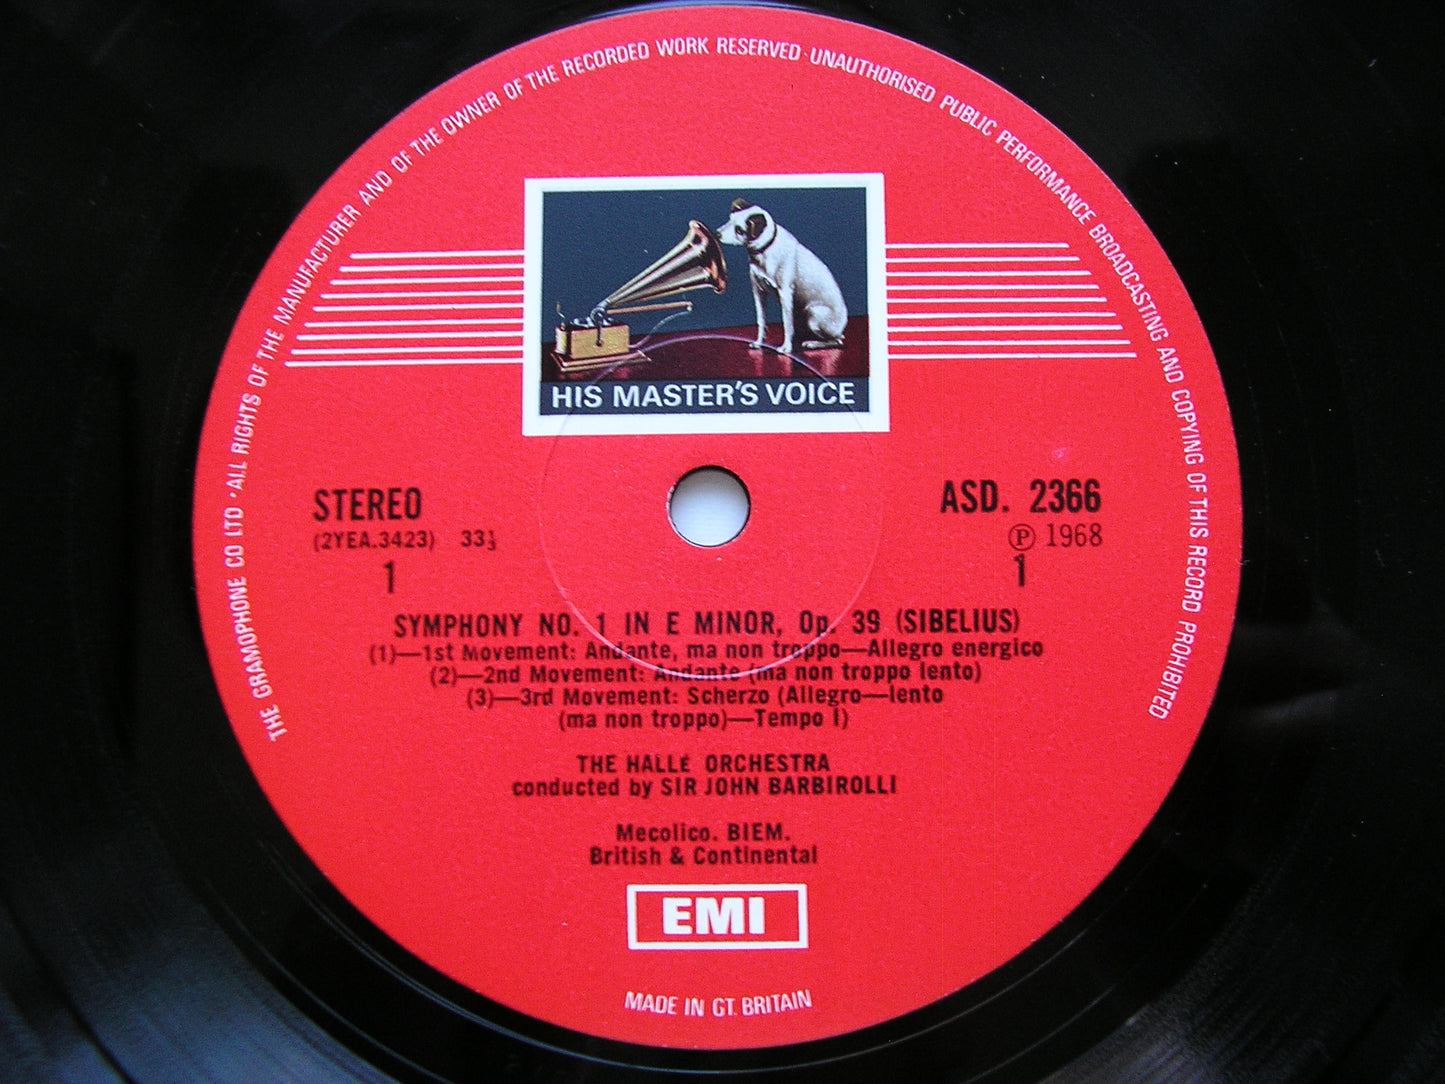 THE GRAMOPHONE CO LTD · ALL RIGHTS OF THE MANUFACTURER AND OF THE OWNER OF THE RECORDED WORK RESERVED · UNAUTHORISED PUBLIC PERFORMANCE BROADCASTING AND COPYING OF THIS RECORD PROHIBITED
HIS MASTER'S VOICE
STEREO
(2YEA.3423) 33⅓
1
ASD. 2366
℗ 1968
1
SYMPHONY NO. 1 IN E MINOR, Op. 39 (SIBELIUS)
(1)—1st Movement: Andante, ma non troppo—Allegro energico
(2)—2nd Movement: Andante (ma non troppo lento)
(3)—3rd Movement: Scherzo (Allegro—lento
(ma non troppo)—Tempo I)
THE HALLÉ ORCHESTRA
conducted by SIR JOHN BARBIROLLI
Mecolico. BIEM.
British & Continental
EMI
MADE IN GT. BRITAIN